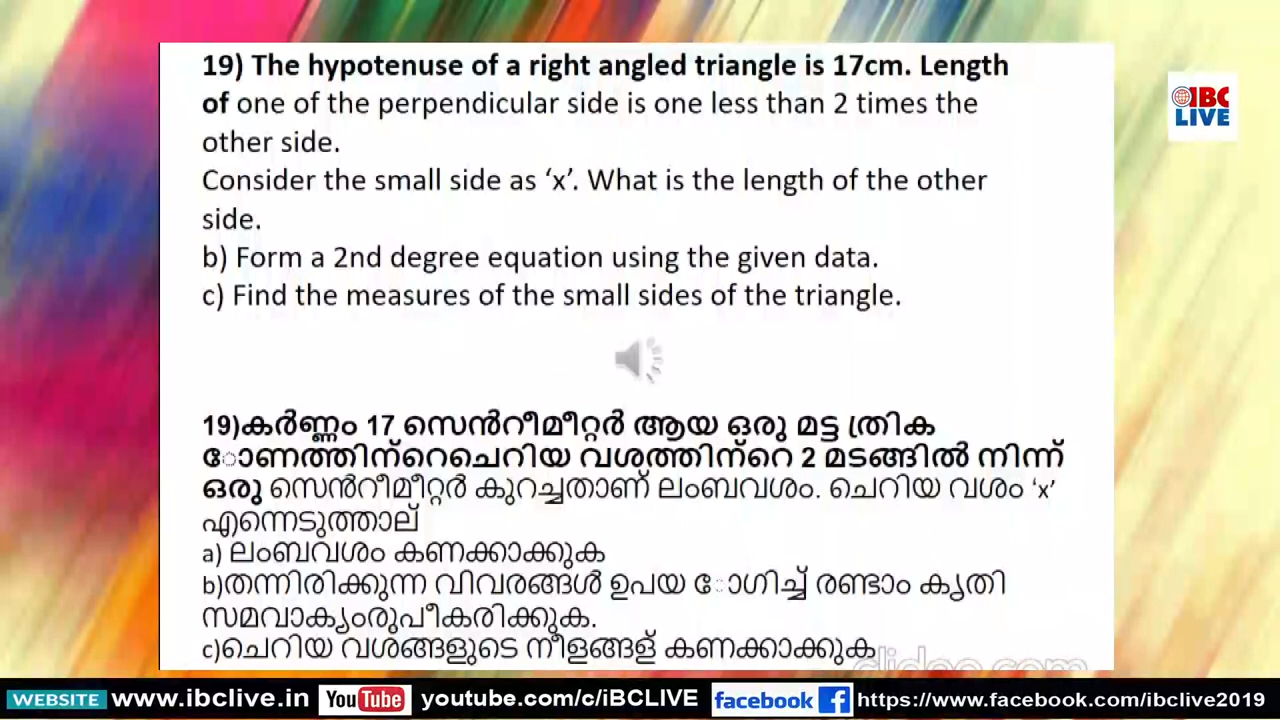 19) The hypotenuse of a right angled triangle is 17cm. Length
of one of the perpendicular side is one less than 2 times the
other side.
Consider the small side as ‘x’. What is the length of the other
side.
b) Form a 2nd degree equation using the given data.
c) Find the measures of the small sides of the triangle.
IBC
LIVE
19)കർണ്ണം 17 സെൻറീമീറ്റർ ആയ ഒരു മട്ട ത്രിക
ോണത്തിന്റെചെറിയ വശത്തിന്റെ 2 മടങ്ങിൽ നിന്ന്
ഒരു സെൻറീമീറ്റർ കുറച്ചതാണ് ലംബവശം. ചെറിയ വശം ‘x’
എന്നെടുത്താല്
a) ലംബവശം കണക്കാക്കുക
b)തന്നിരിക്കുന്ന വിവരങ്ങൾ ഉപയ ോഗിച്ച് രണ്ടാം കൃതി
സമവാക്യംരുപീകരിക്കുക.
c)ചെറിയ വശങ്ങളുടെ നീളങ്ങള് കണക്കാക്കുക
WEBSITE www.ibclive.in YouTube youtube.com/c/iBCLIVE facebook f https://www.facebook.com/ibclive2019